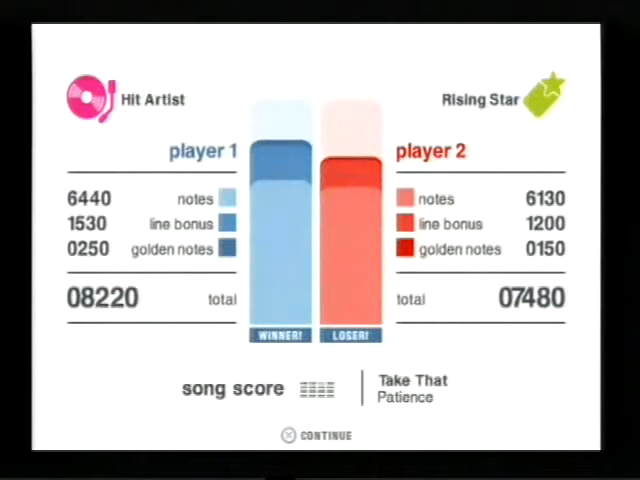 Hit Artist
Rising Star
player 1
player 2
6440 notes
1530 line bonus
0250 golden notes
08220 total
notes 6130
line bonus 1200
golden notes 0150
total 07480
WINNER!
LOSER!
song score
Take That
Patience
CONTINUE